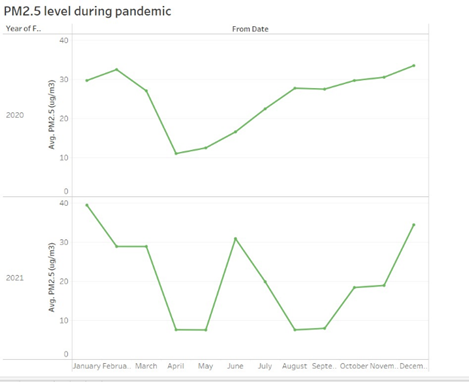 PM2.5 level during pandemic
Year of F.. From Date
2020
Avg. PM2.5 (ug/m3)
40
30
20
10
0
2021
Avg. PM2.5 (ug/m3)
40
30
20
10
0
January Februa.. March April May June July August Septe.. October Novem.. Decem..